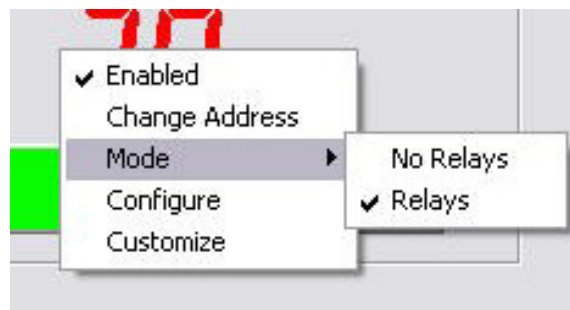 Enabled
Change Address
Mode
No Relays
Configure
Relays
Customize